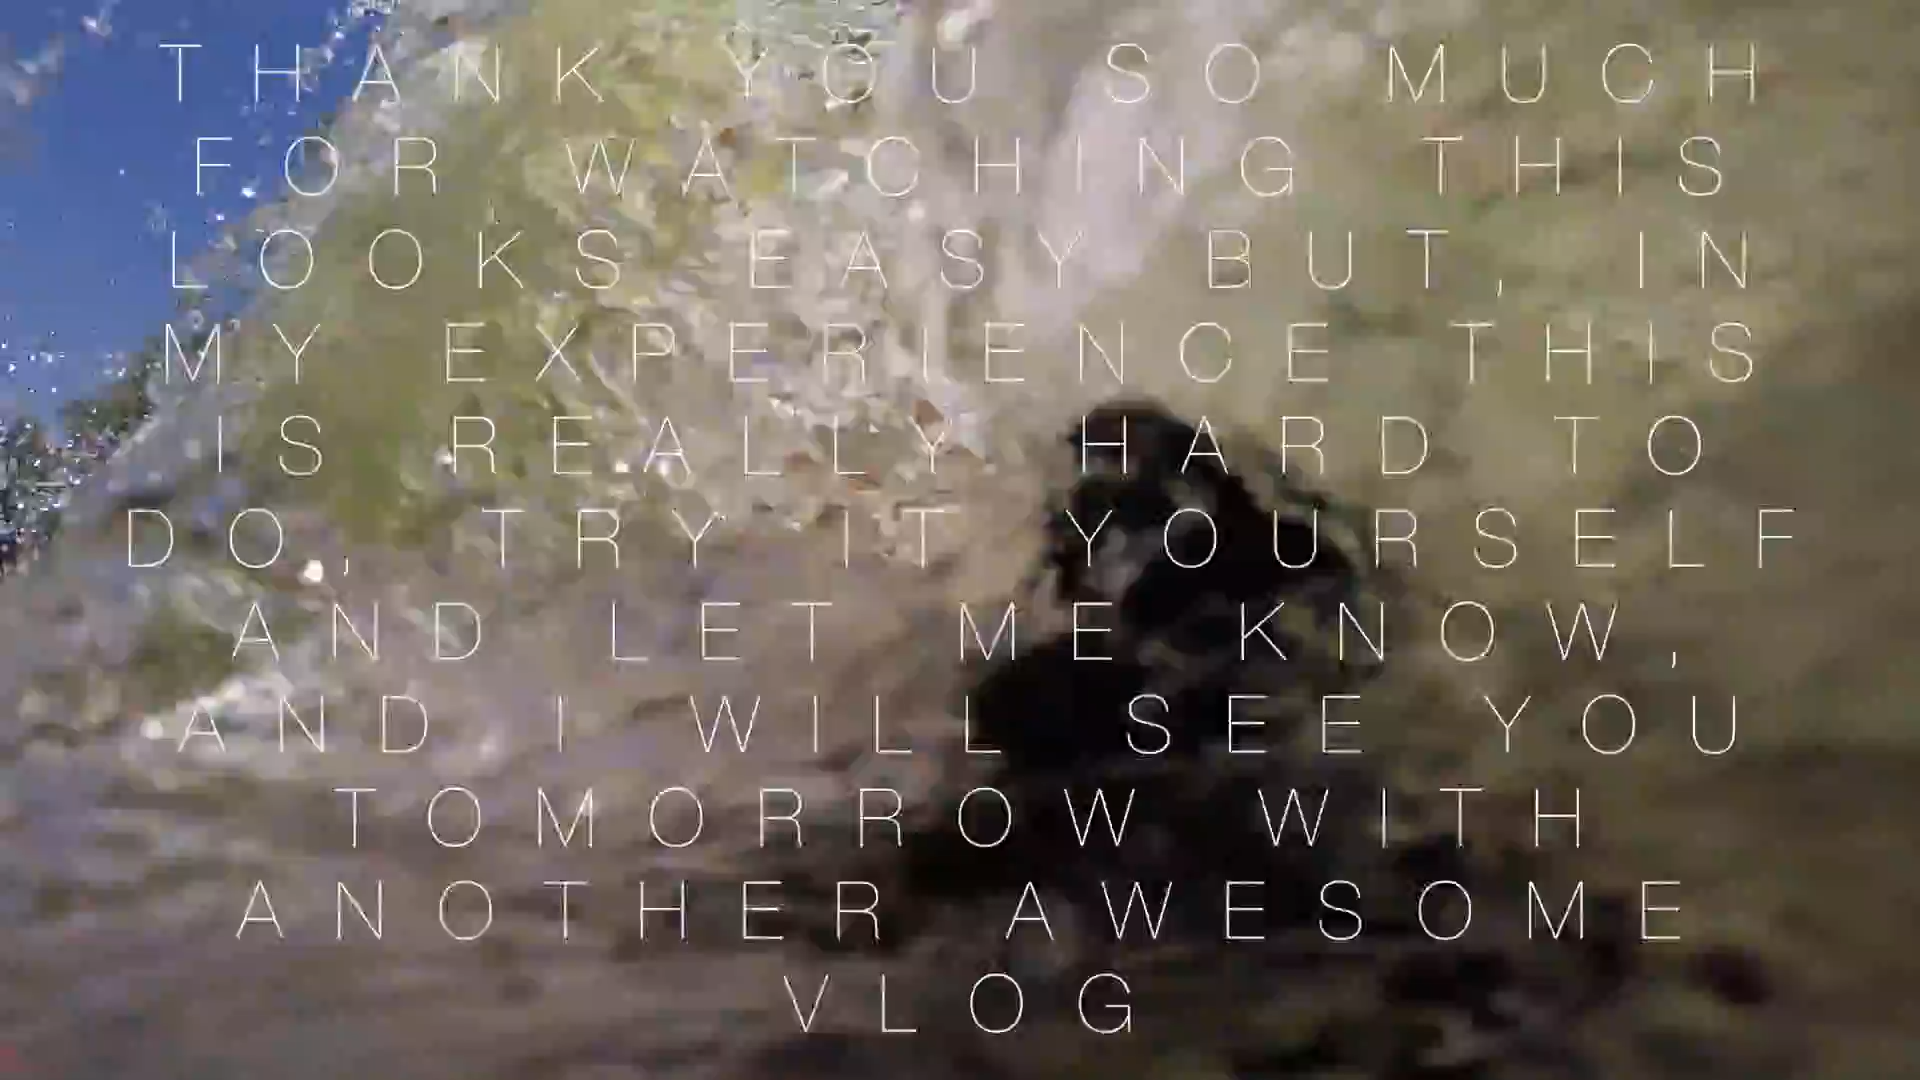 THANK YOU SO MUCH
FOR WATCHING THIS
LOOKS EASY BUT, IN
MY EXPERIENCE THIS
IS REALLY HARD TO
DO, TRY IT YOURSELF
AND LET ME KNOW,
AND I WILL SEE YOU
TOMORROW WITH
ANOTHER AWESOME
VLOG